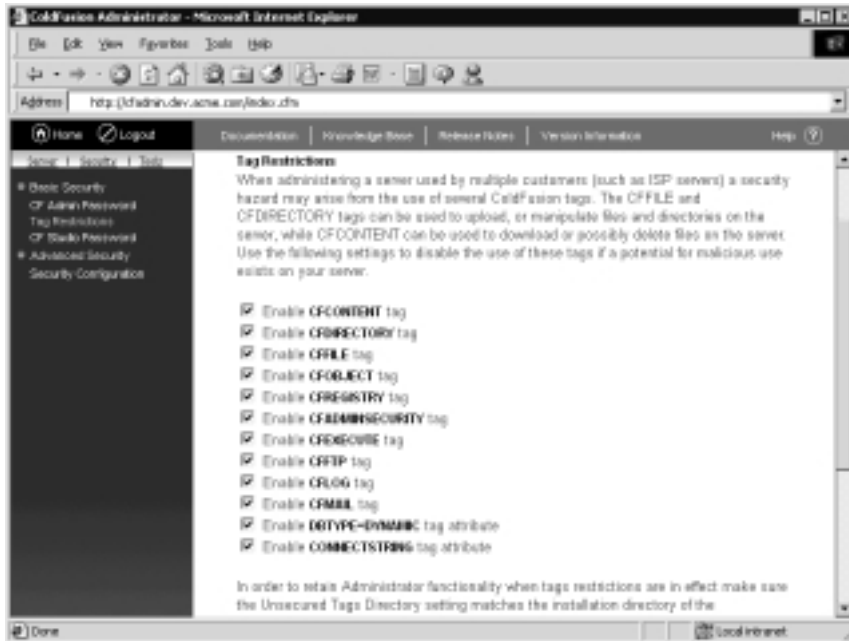 ColdFusion Administrator - Microsoft Internet Explorer
File Edit View Favorites Tools Help
Address http://cfadmin.dev.acme.com/index.cfm
Home Logout Documentation | Knowledge Base | Release Notes | Version Information Help
Server | Security | Tools
Basic Security
CF Admin Password
Tag Restrictions
CF Studio Password
Advanced Security
Security Configuration
Tag Restrictions
When administering a server used by multiple customers (such as ISP servers) a security
hazard may arise from the use of several ColdFusion tags. The CFFILE and
CFDIRECTORY tags can be used to upload, or manipulate files and directories on the
server, while CFCONTENT can be used to download or possibly delete files on the server.
Use the following settings to disable the use of these tags if a potential for malicious use
exists on your server.
Enable CFCONTENT tag
Enable CFDIRECTORY tag
Enable CFFILE tag
Enable CFOBJECT tag
Enable CFREGISTRY tag
Enable CFADMINSECURITY tag
Enable CFEXECUTE tag
Enable CFFTP tag
Enable CFLOG tag
Enable CFMAIL tag
Enable DBTYPE=DYNAMIC tag attribute
Enable CONNECTSTRING tag attribute
In order to retain Administrator functionality when tags restrictions are in effect make sure
the Unsecured Tags Directory setting matches the installation directory of the
Done
Local intranet